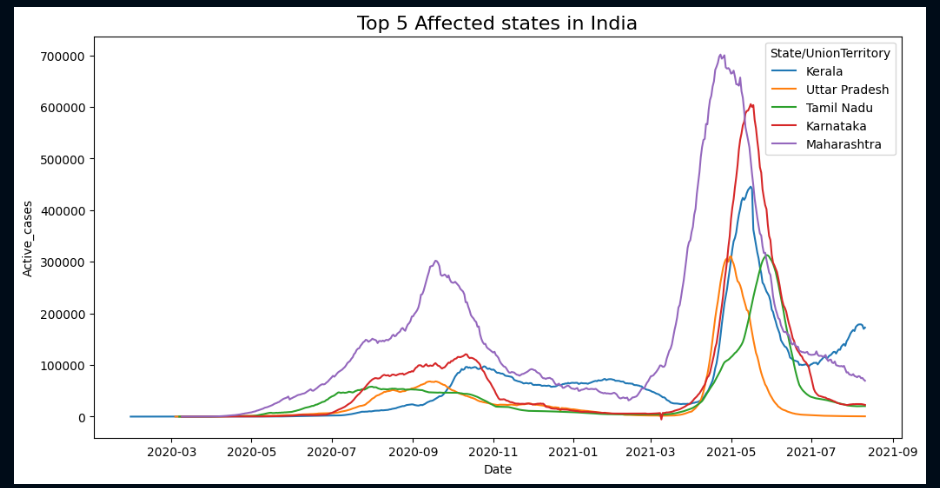 Top 5 Affected states in India
State/UnionTerritory
Kerala
Uttar Pradesh
Tamil Nadu
Karnataka
Maharashtra
Active_cases
700000
600000
500000
400000
300000
200000
100000
0
2020-03 2020-05 2020-07 2020-09 2020-11 2021-01 2021-03 2021-05 2021-07 2021-09
Date